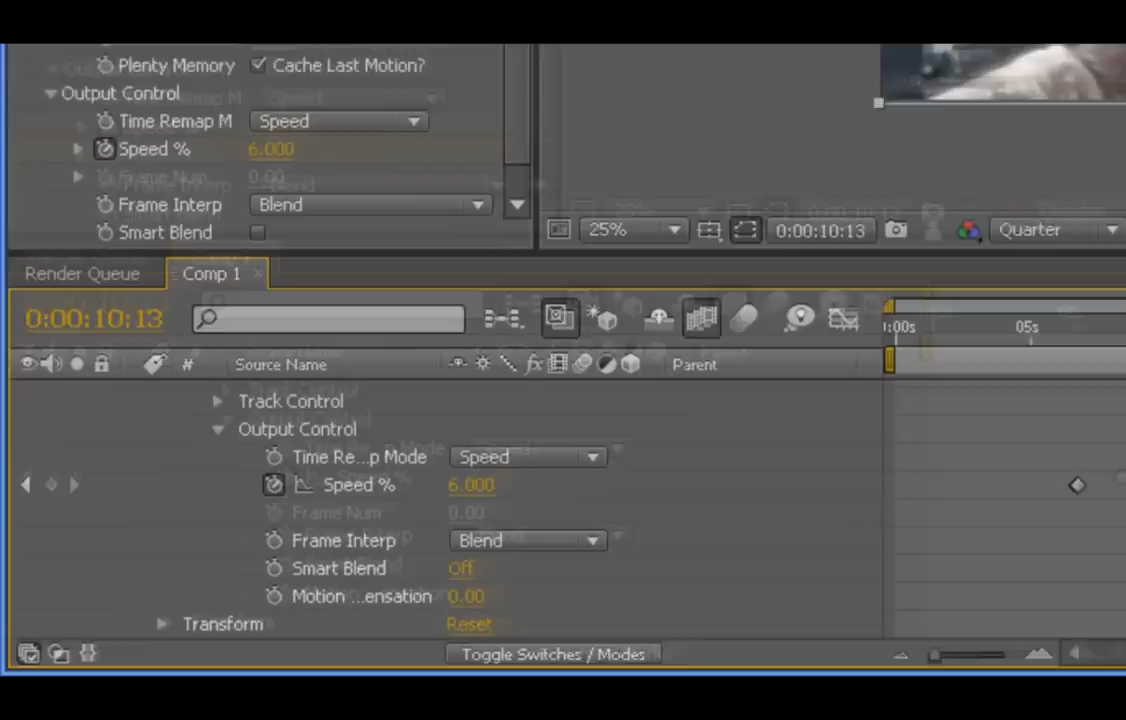 Plenty Memory Cache Last Motion?
Output Control
Time Remap M Speed
Speed % 6.000
Frame Num 0.00
Frame Interp Blend
Smart Blend
25% 0:00:10:13 Quarter
Render Queue Comp 1 ×
0:00:10:13
:00s 05s
# Source Name fx Parent
Track Control
Output Control
Time Re...p Mode Speed
Speed % 6.000
Frame Num 0.00
Frame Interp Blend
Smart Blend Off
Motion ...ensation 0.00
Transform Reset
Toggle Switches / Modes